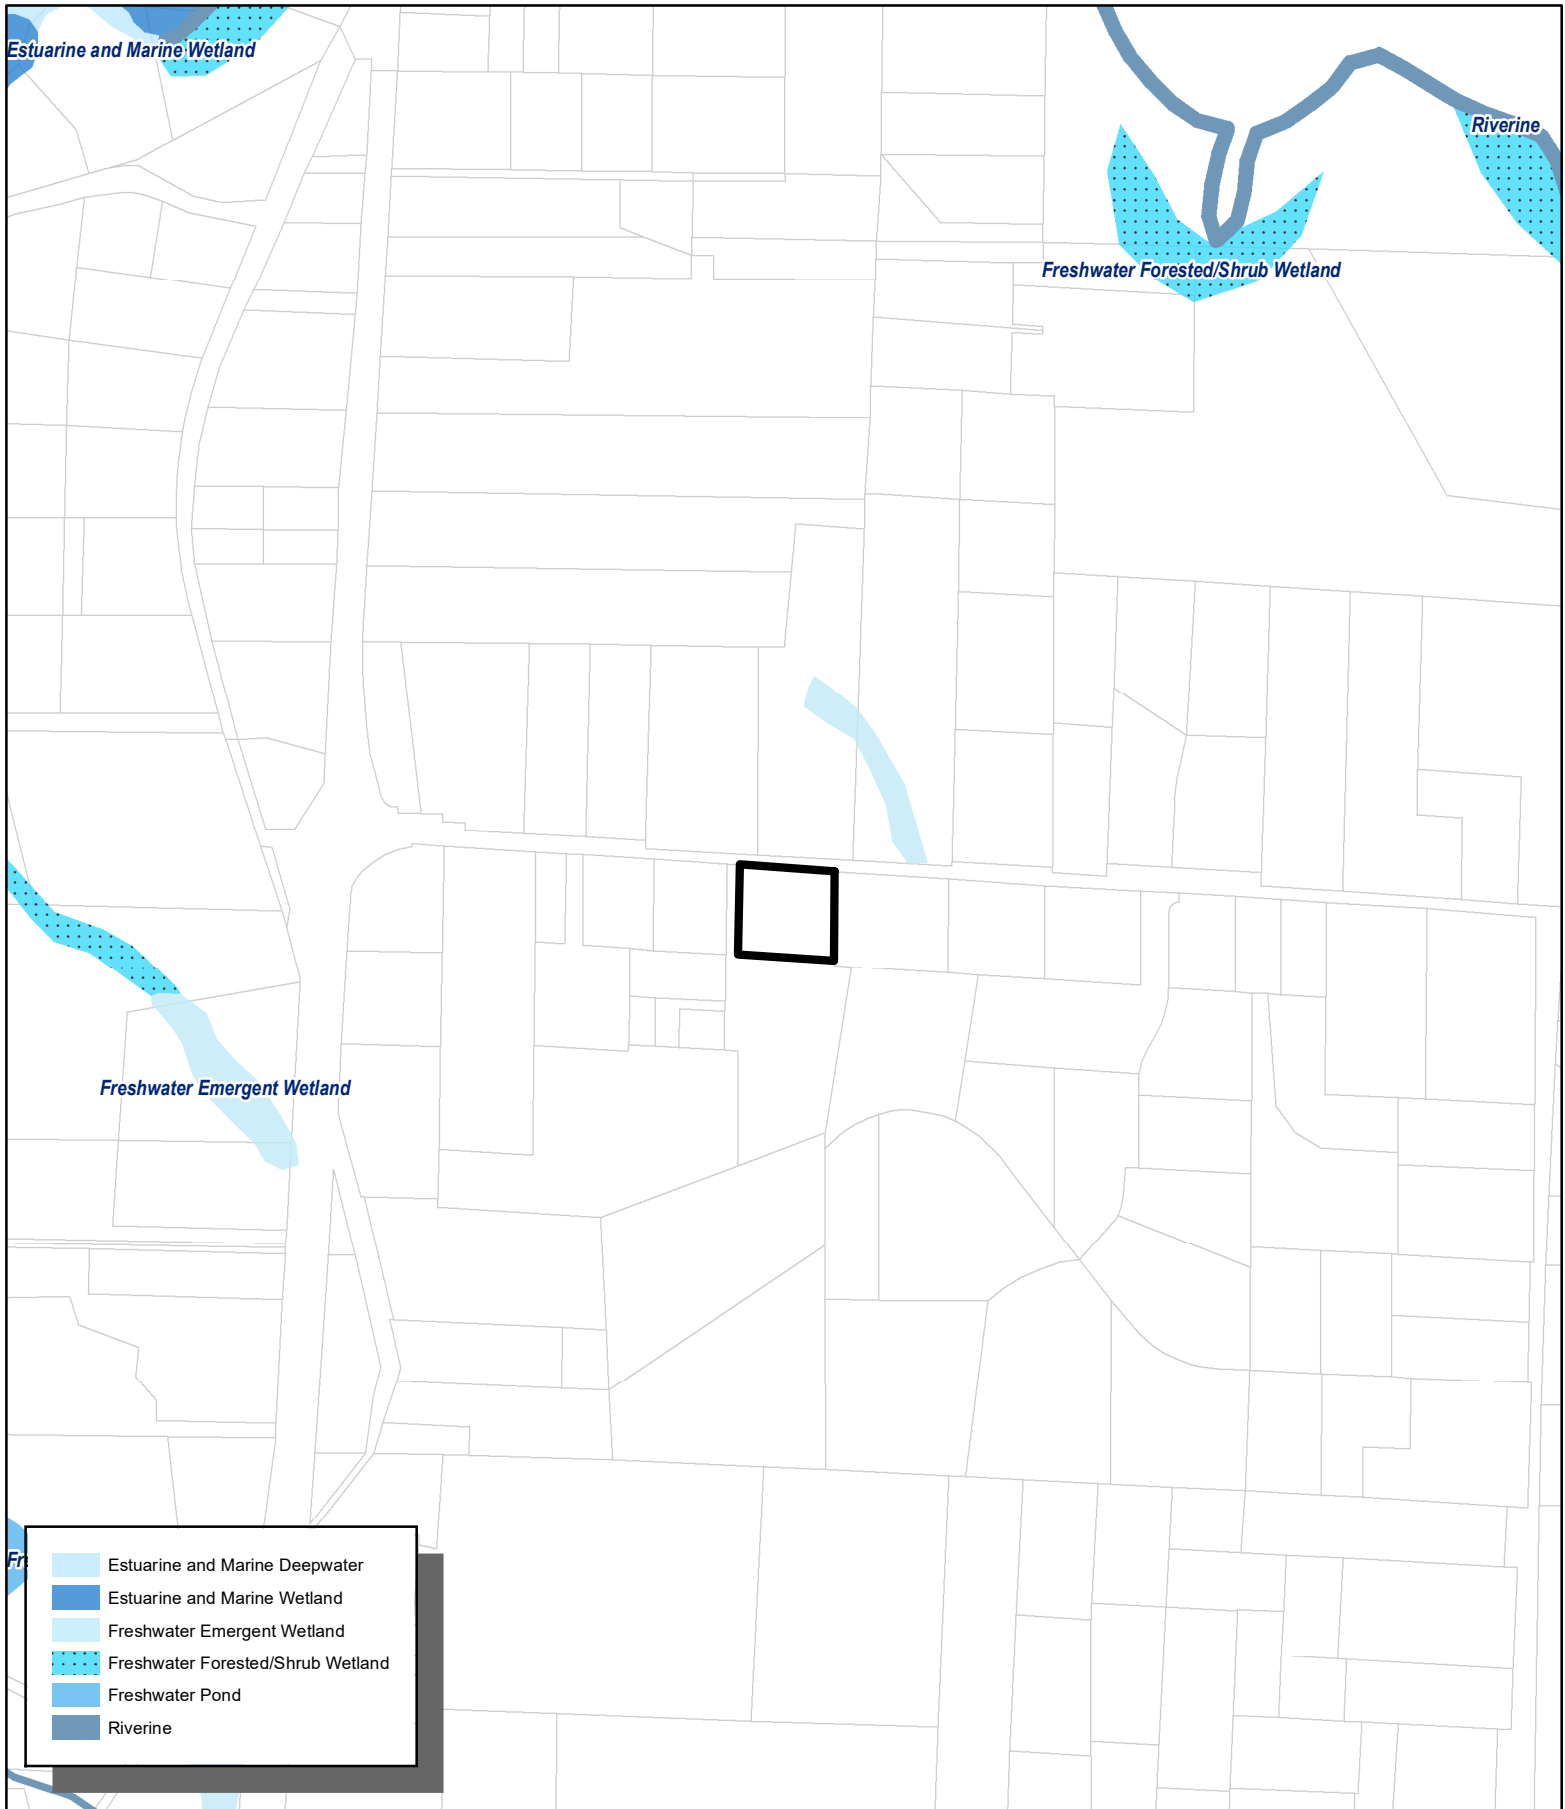 Estuarine and Marine Wetland
Riverine
Freshwater Forested/Shrub Wetland
Freshwater Emergent Wetland
Fr
Estuarine and Marine Deepwater
Estuarine and Marine Wetland
Freshwater Emergent Wetland
Freshwater Forested/Shrub Wetland
Freshwater Pond
Riverine